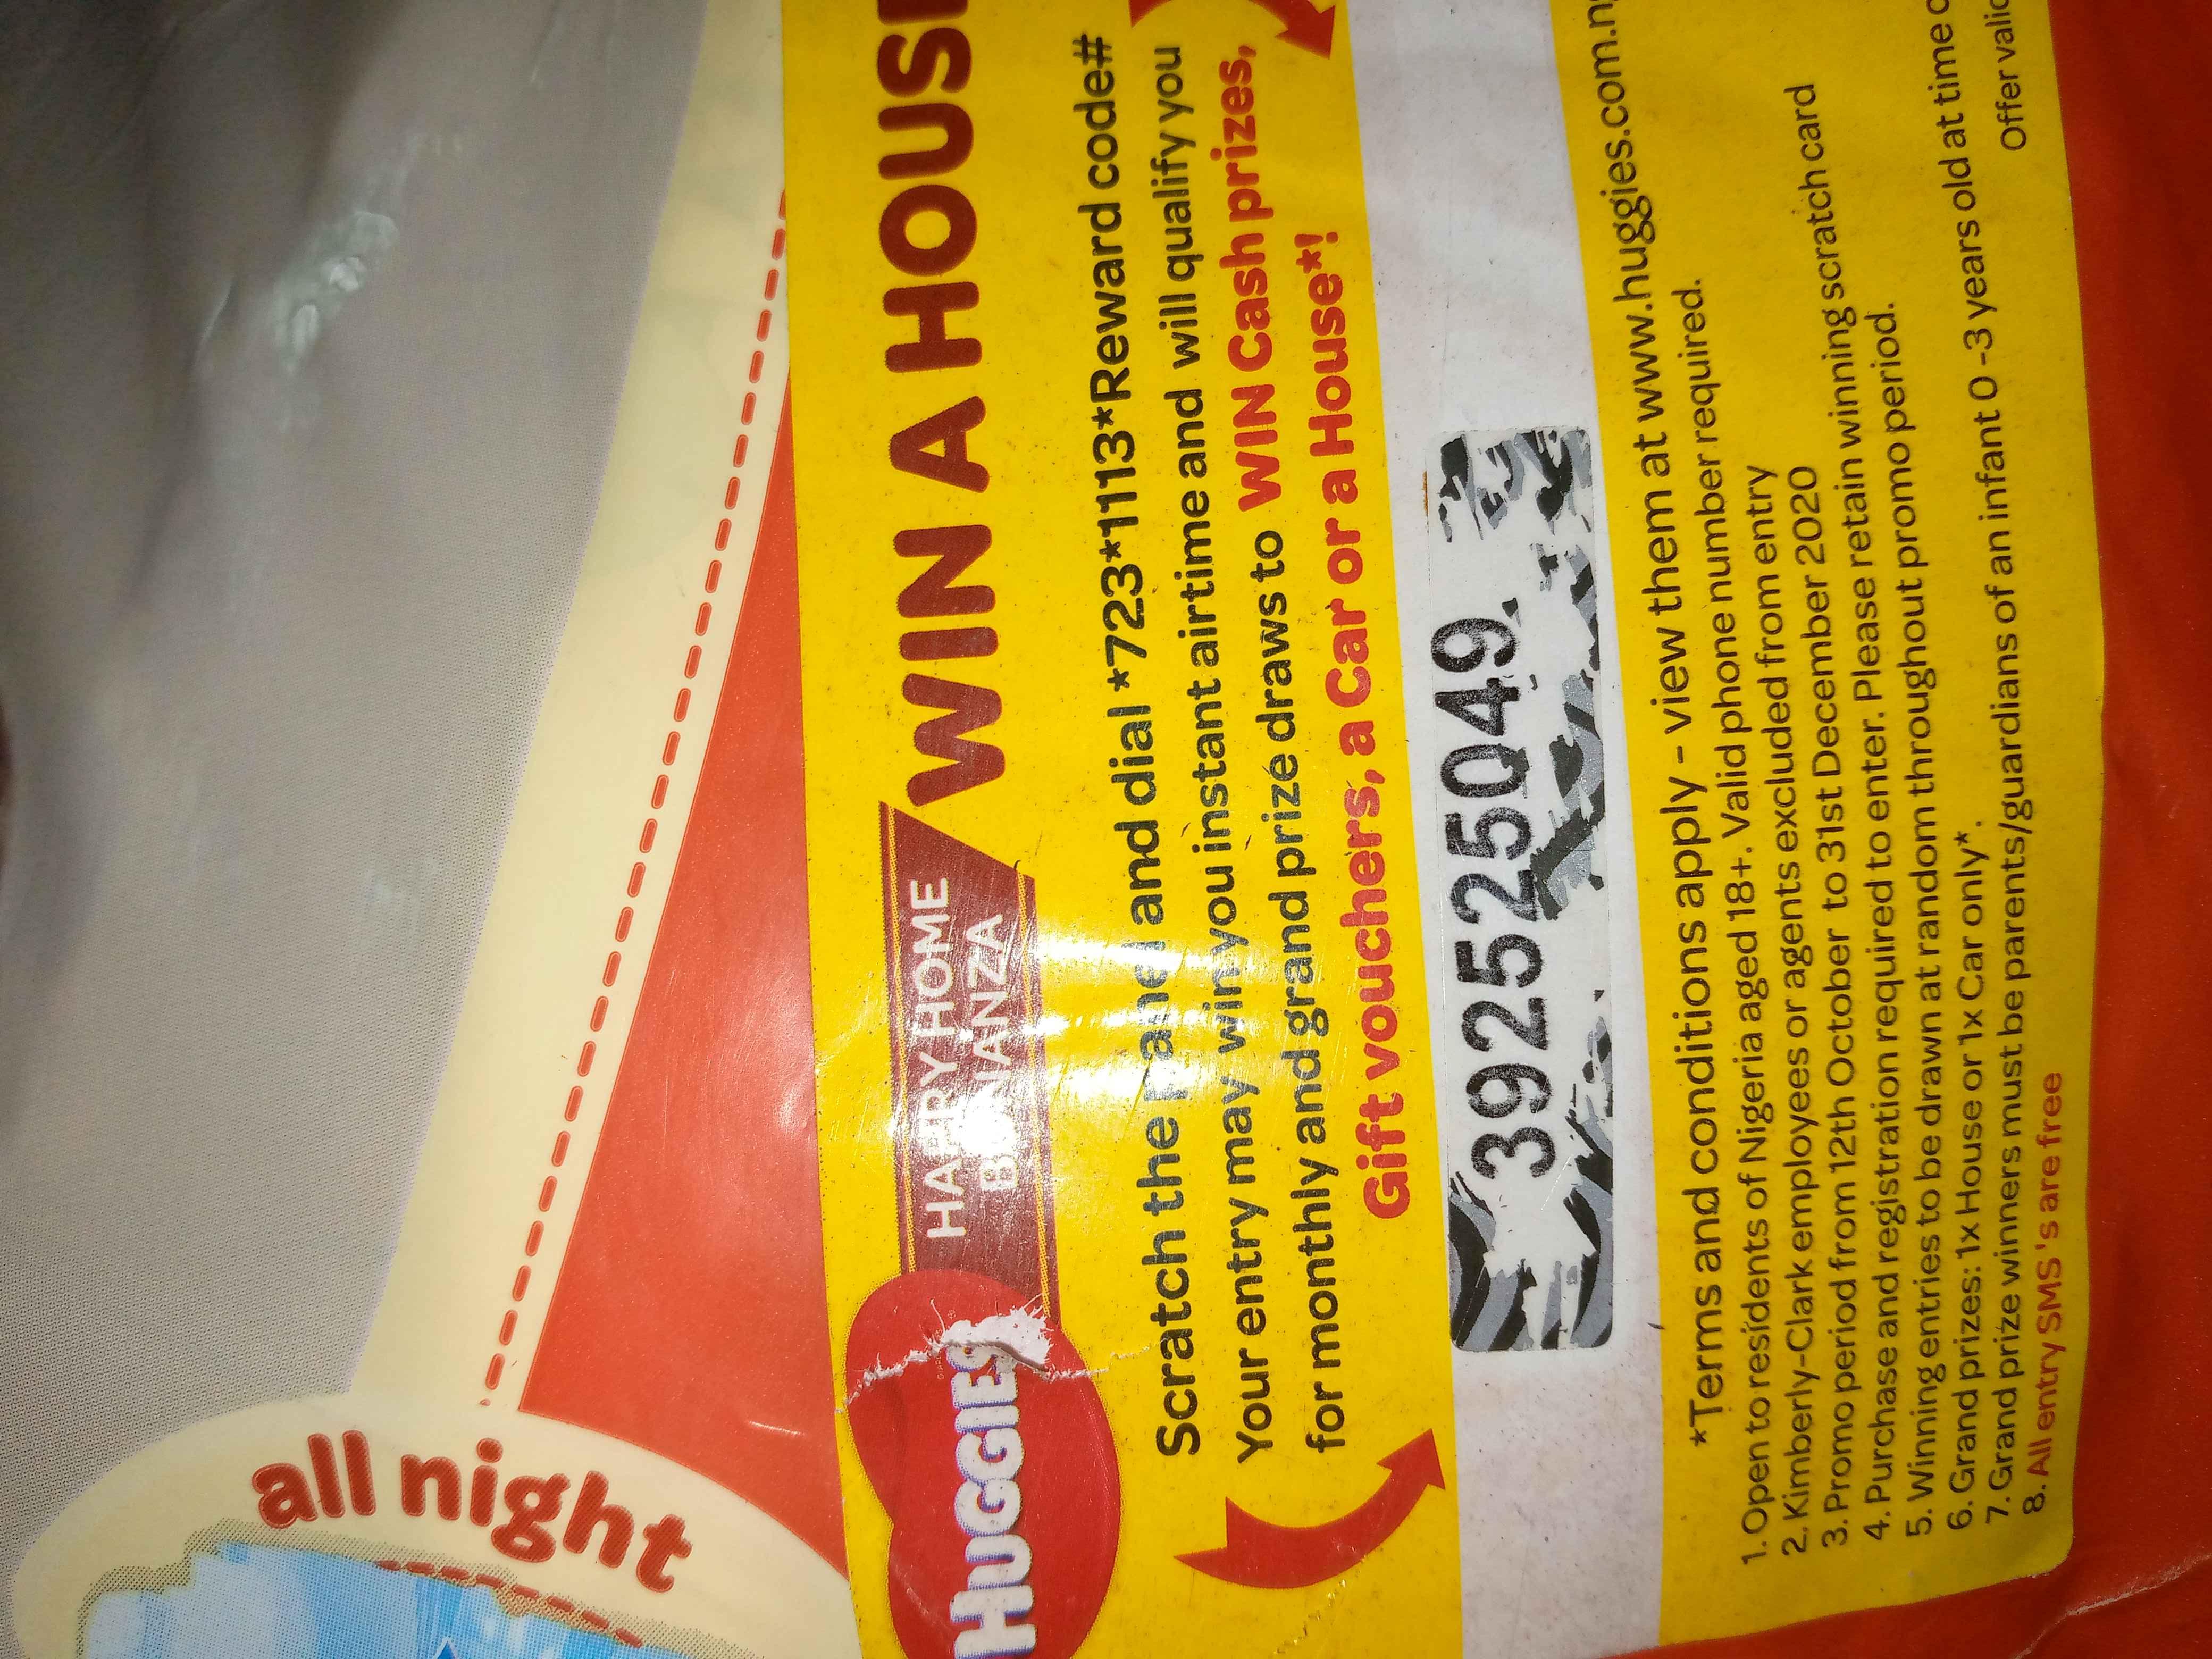 all night
HUGGIES
HAPPY HOME
BONANZA
WIN A HOUSE
Scratch the panel and dial *723*1113*Reward code#
Your entry may win you instant airtime and will qualify you
for monthly and grand prize draws to WIN Cash prizes,
Gift vouchers, a Car or a House*!
3925525049
*Terms and conditions apply - view them at www.huggies.com.n
1. Open to residents of Nigeria aged 18+. Valid phone number required.
2. Kimberly-Clark employees or agents excluded from entry
3. Promo period from 12th October to 31st December 2020
4. Purchase and registration required to enter. Please retain winning scratch card
5. Winning entries to be drawn at random throughout promo period.
6. Grand prizes: 1x House or 1x Car only*.
7. Grand prize winners must be parents/guardians of an infant 0 -3 years old at time o
8. All entry SMS's are free
Offer valid